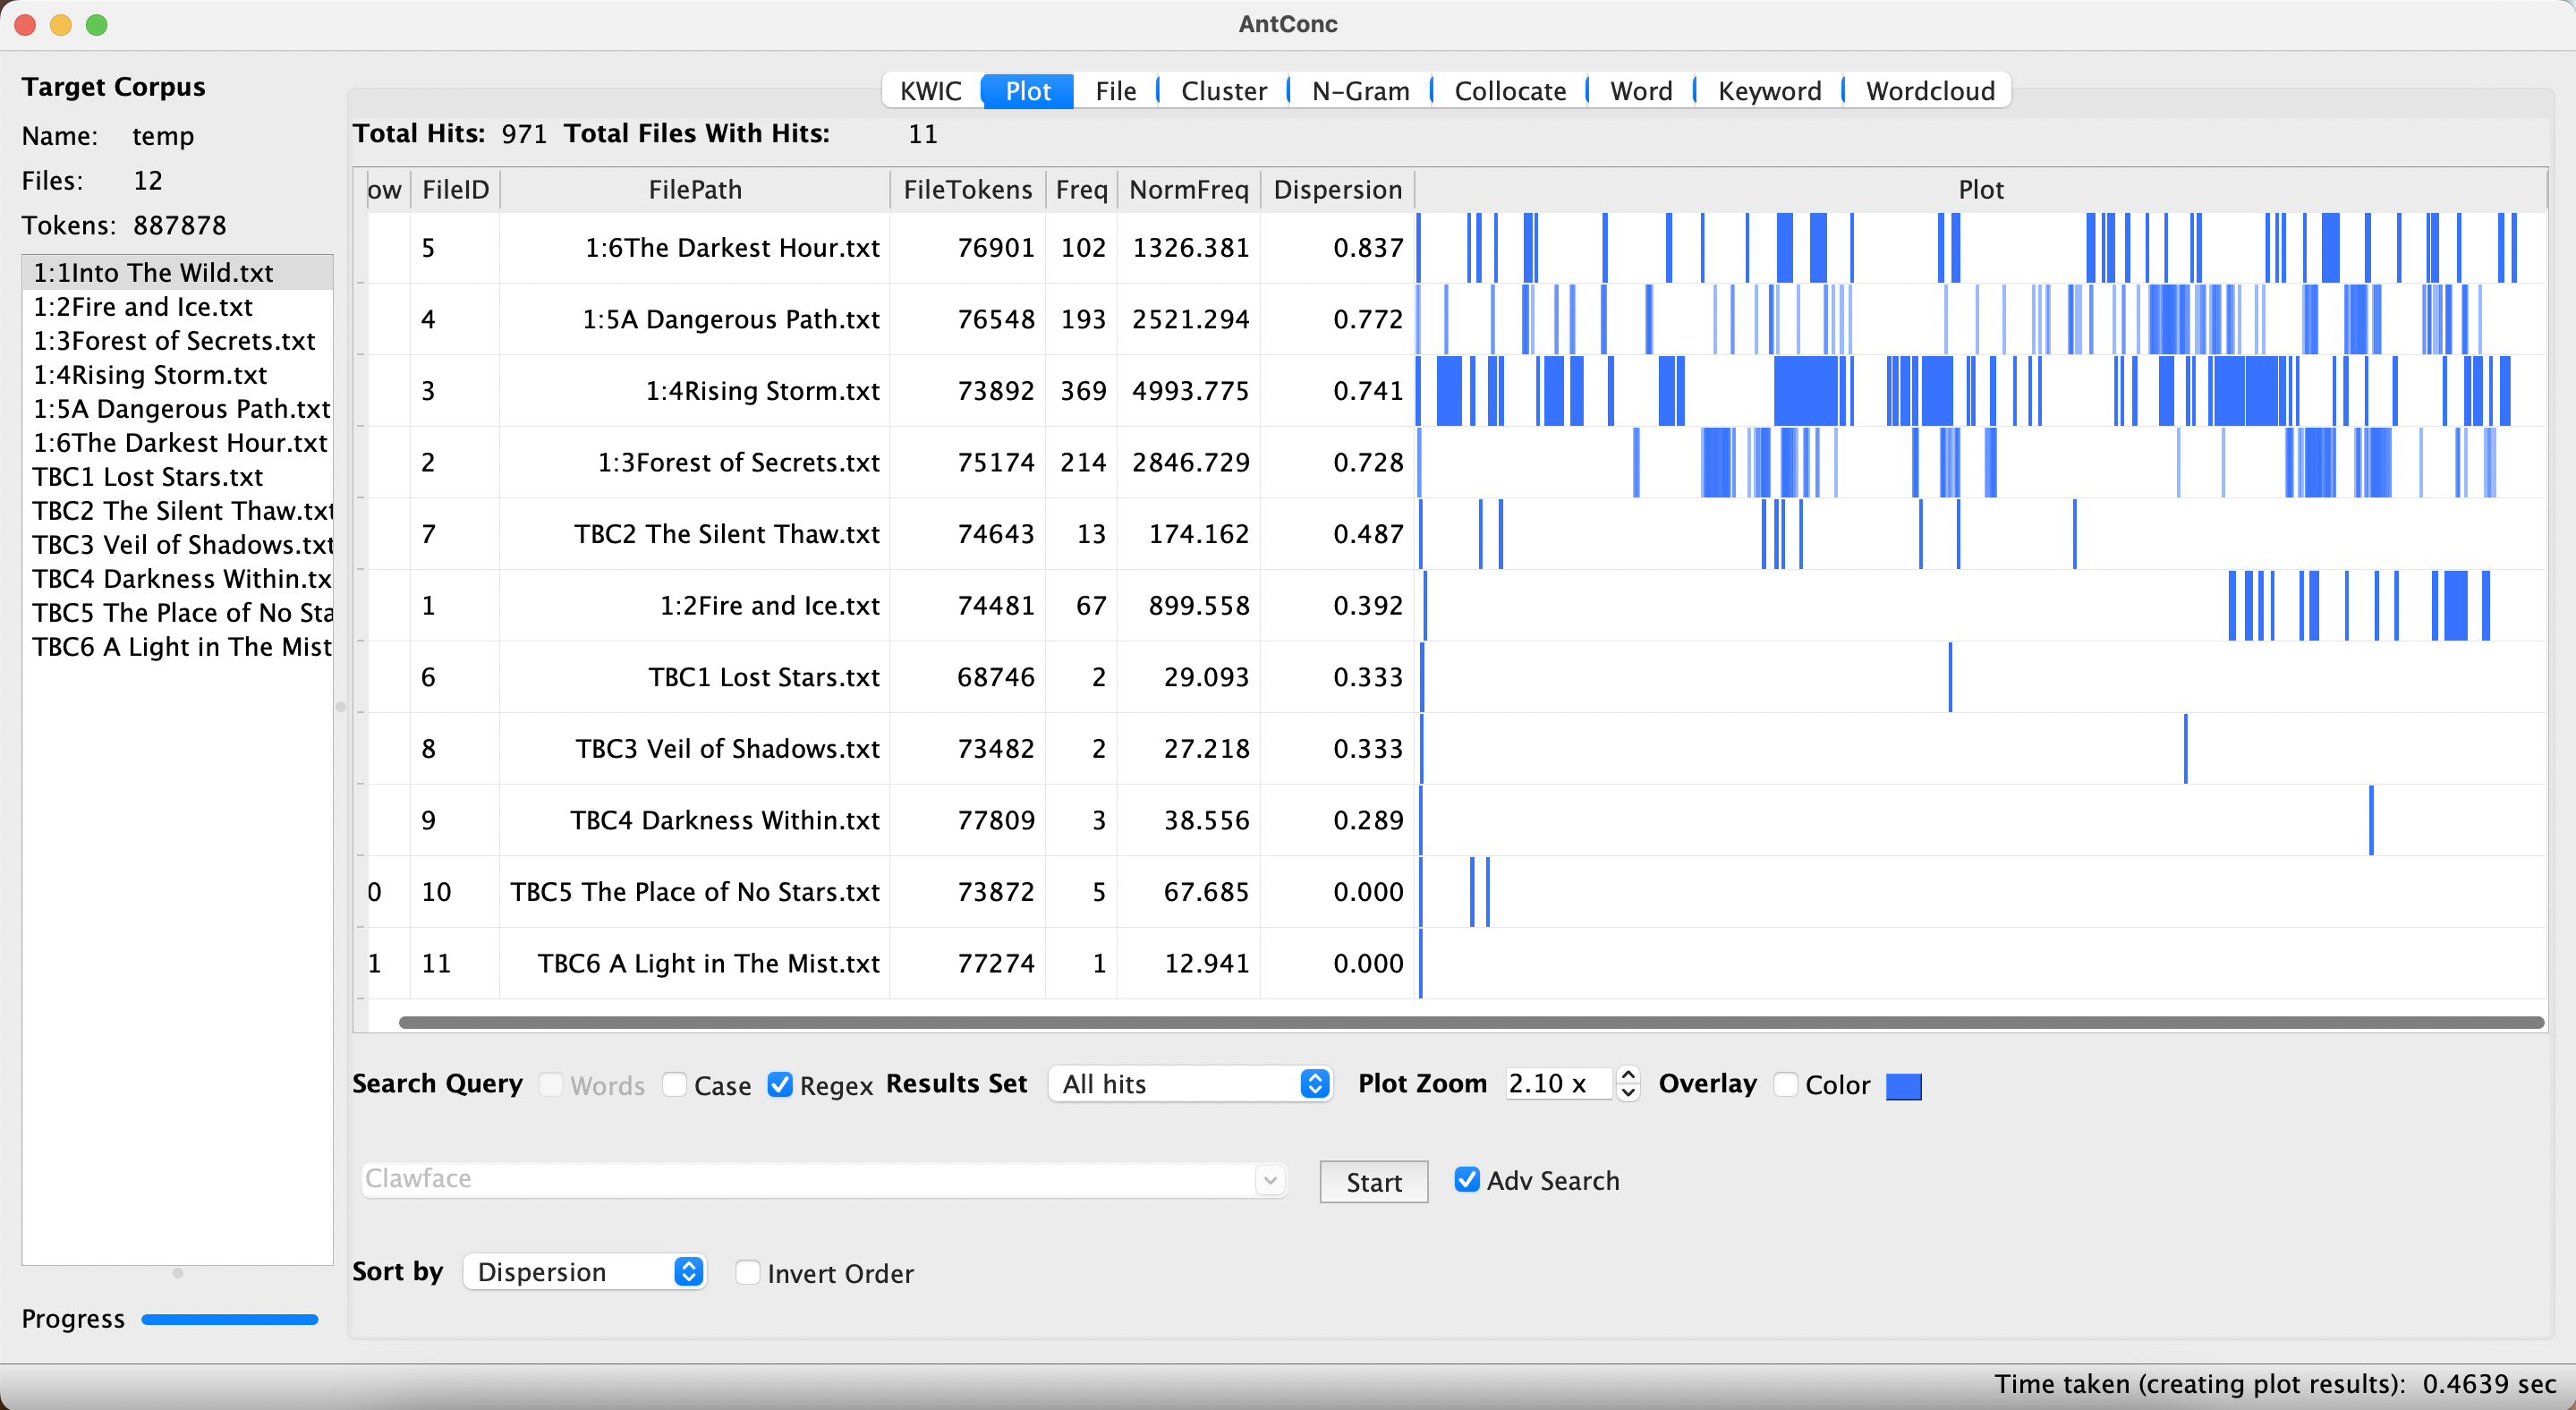 AntConc
Target Corpus
Name: temp
Files: 12
Tokens: 887878
1:1Into The Wild.txt
1:2Fire and Ice.txt
1:3Forest of Secrets.txt
1:4Rising Storm.txt
1:5A Dangerous Path.txt
1:6The Darkest Hour.txt
TBC1 Lost Stars.txt
TBC2 The Silent Thaw.txt
TBC3 Veil of Shadows.txt
TBC4 Darkness Within.tx
TBC5 The Place of No Sta
TBC6 A Light in The Mist
Progress
KWIC Plot File Cluster N-Gram Collocate Word Keyword Wordcloud
Total Hits: 971 Total Files With Hits: 11
ow FileID FilePath FileTokens Freq NormFreq Dispersion Plot
5 1:6The Darkest Hour.txt 76901 102 1326.381 0.837
4 1:5A Dangerous Path.txt 76548 193 2521.294 0.772
3 1:4Rising Storm.txt 73892 369 4993.775 0.741
2 1:3Forest of Secrets.txt 75174 214 2846.729 0.728
7 TBC2 The Silent Thaw.txt 74643 13 174.162 0.487
1 1:2Fire and Ice.txt 74481 67 899.558 0.392
6 TBC1 Lost Stars.txt 68746 2 29.093 0.333
8 TBC3 Veil of Shadows.txt 73482 2 27.218 0.333
9 TBC4 Darkness Within.txt 77809 3 38.556 0.289
0 10 TBC5 The Place of No Stars.txt 73872 5 67.685 0.000
1 11 TBC6 A Light in The Mist.txt 77274 1 12.941 0.000
Search Query Words Case Regex Results Set All hits Plot Zoom 2.10 x Overlay Color
Clawface Start Adv Search
Sort by Dispersion Invert Order
Time taken (creating plot results): 0.4639 sec